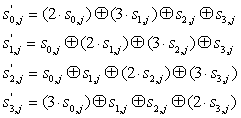 s'₀,ⱼ = (2 · s₀,ⱼ) ⊕ (3 · s₁,ⱼ) ⊕ s₂,ⱼ ⊕ s₃,ⱼ
s'₁,ⱼ = s₀,ⱼ ⊕ (2 · s₁,ⱼ) ⊕ (3 · s₂,ⱼ) ⊕ s₃,ⱼ
s'₂,ⱼ = s₀,ⱼ ⊕ s₁,ⱼ ⊕ (2 · s₂,ⱼ) ⊕ (3 · s₃,ⱼ)
s'₃,ⱼ = (3 · s₀,ⱼ) ⊕ s₁,ⱼ ⊕ s₂,ⱼ ⊕ (2 · s₃,ⱼ)